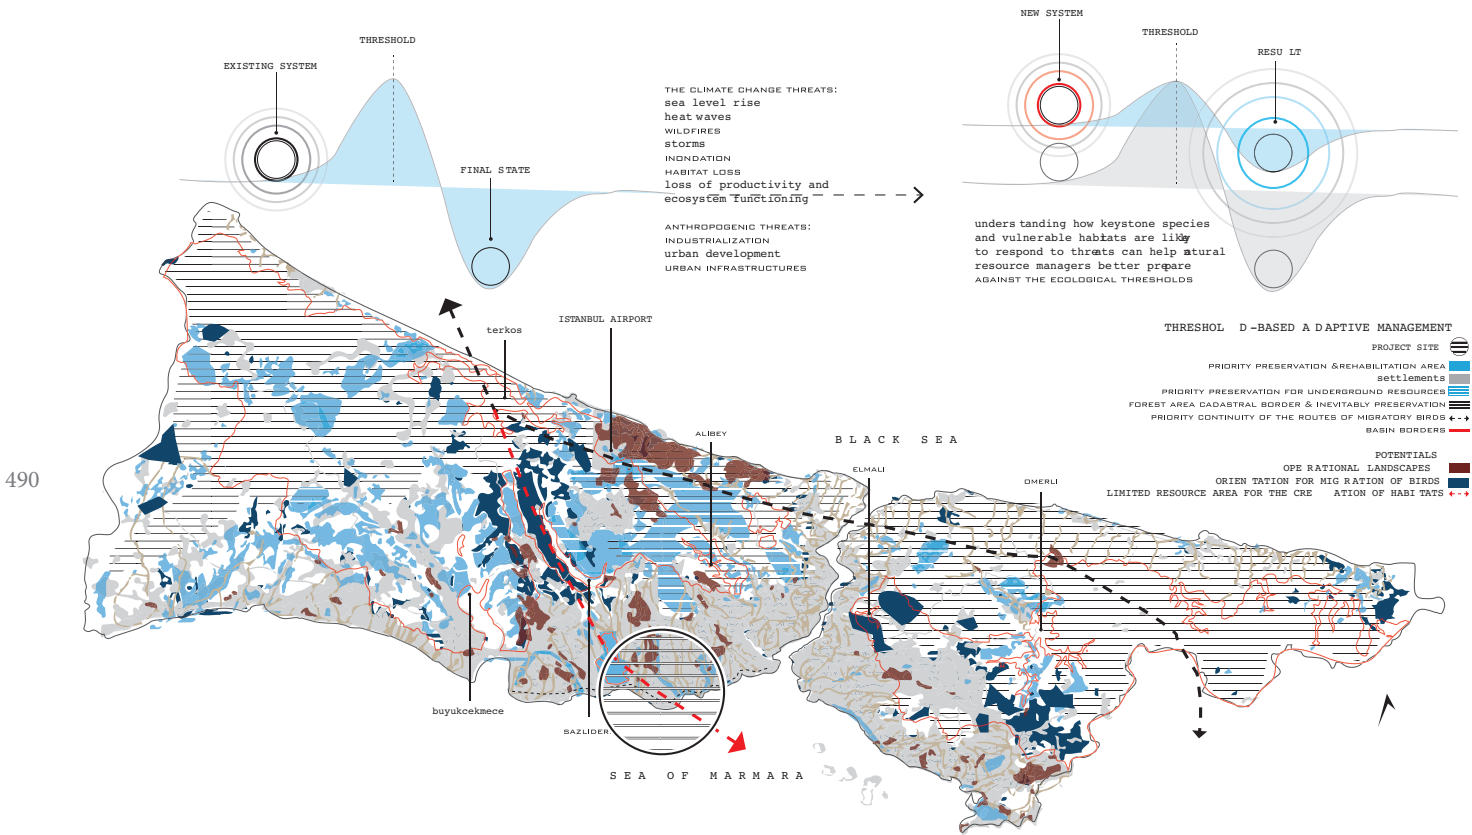 NEW SYSTEM
THRESHOLD
THRESHOLD
RESU LT
EXISTING SYSTEM
FINAL STATE
THE CLIMATE CHANGE THREATS:
sea level rise
heat waves
WILDFIRES
storms
INONDATION
HABITAT LOSS
loss of productivity and
ecosystem functioning
ANTHROPOGENIC THREATS:
INDUSTRIALIZATION
urban development
URBAN INFRASTRUCTURES
unders tanding how keystone species
and vulnerable habitats are likely
to respond to threats can help natural
resource managers better prepare
AGAINST THE ECOLOGICAL THRESHOLDS
THRESHOL D-BASED A D APTIVE MANAGEMENT
PROJECT SITE
PRIORITY PRESERVATION &REHABILITATION AREA
settlements
PRIORITY PRESERVATION FOR UNDERGROUND RESOURCES
FOREST AREA CADASTRAL BORDER & INEVITABLY PRESERVATION
PRIORITY CONTINUITY OF THE ROUTES OF MIGRATORY BIRDS
BASIN BORDERS
POTENTIALS
OPE RATIONAL LANDSCAPES
ORIEN TATION FOR MIG RATION OF BIRDS
LIMITED RESOURCE AREA FOR THE CRE ATION OF HABI TATS
terkos
ISTANBUL AIRPORT
ALIBEY
BLACK SEA
ELMALI
OMERLI
490
buyukcekmece
SAZLIDER
SEA OF MARMARA